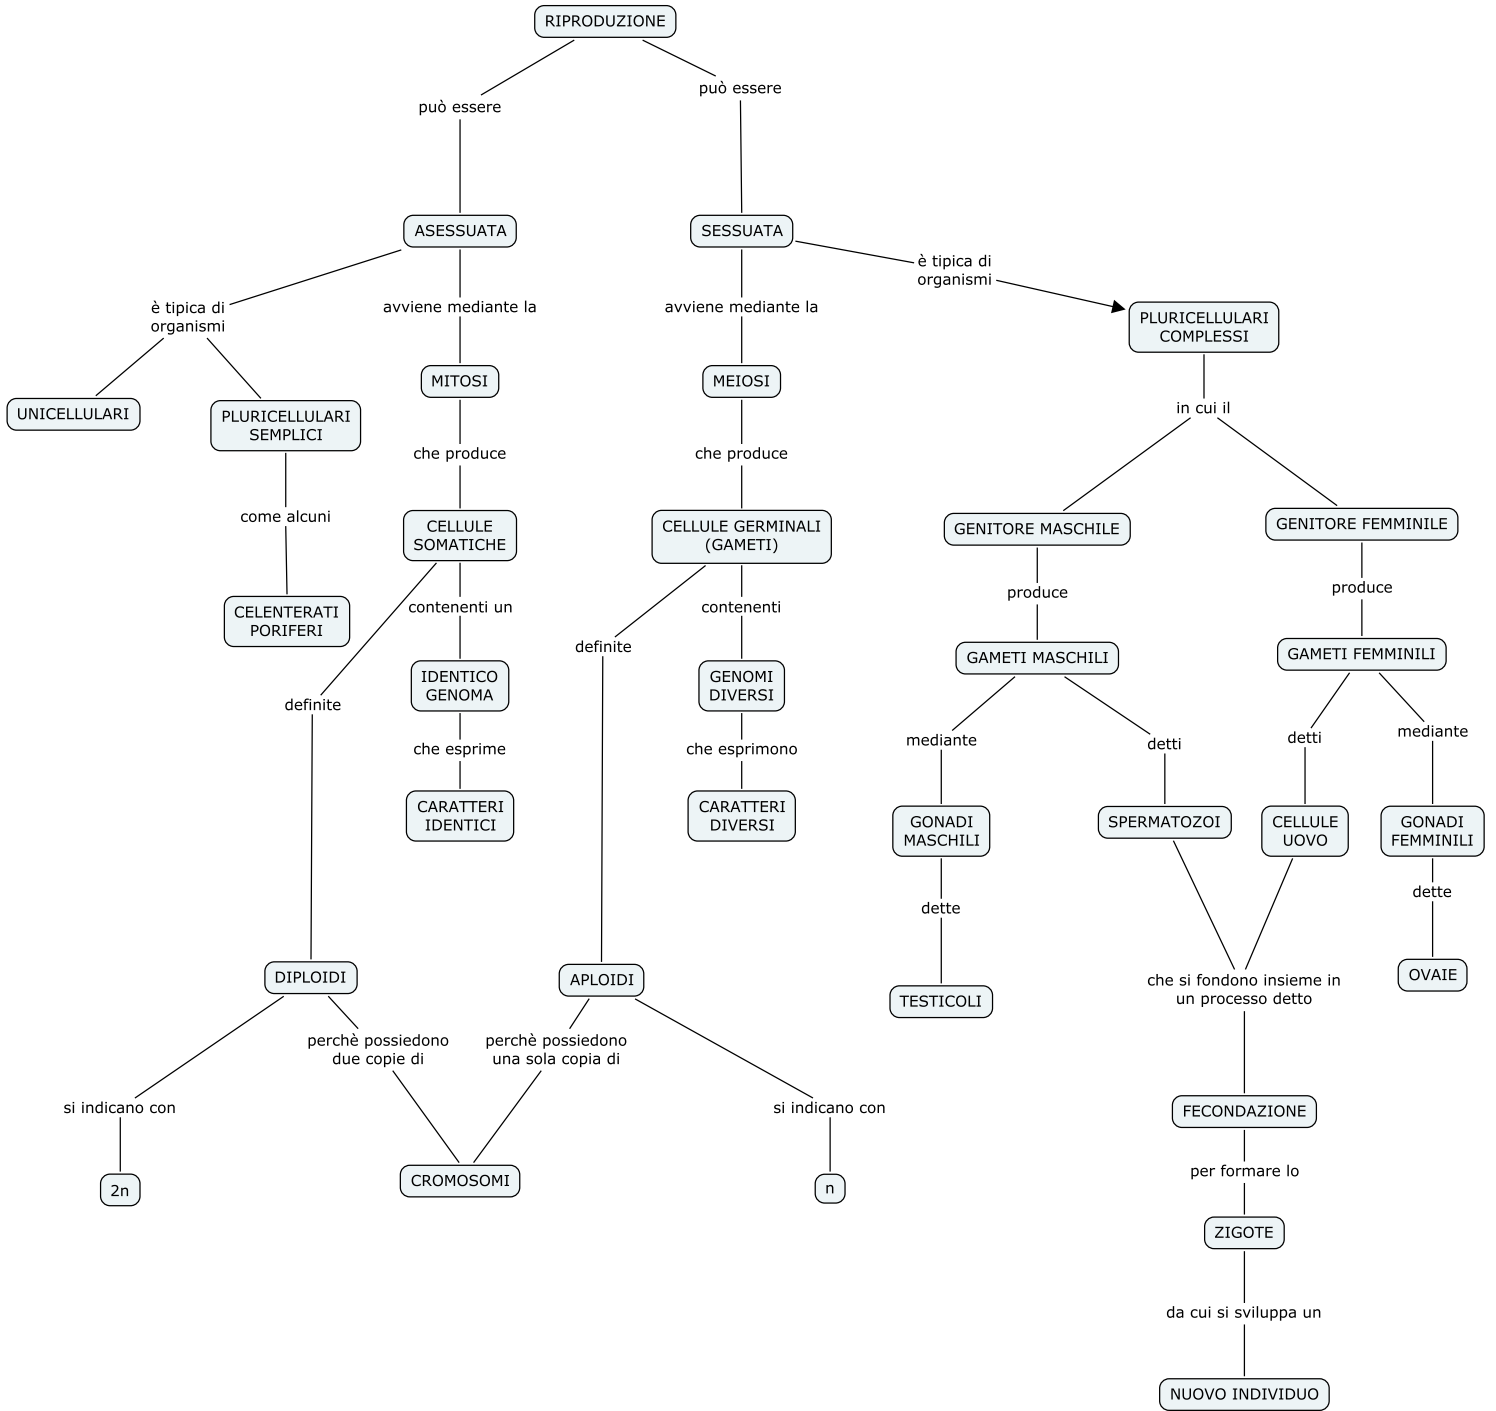 RIPRODUZIONE
può essere
può essere
ASESSUATA
SESSUATA
è tipica di
organismi
avviene mediante la
avviene mediante la
è tipica di
organismi
PLURICELLULARI
COMPLESSI
UNICELLULARI
PLURICELLULARI
SEMPLICI
MITOSI
MEIOSI
in cui il
come alcuni
che produce
che produce
CELENTERATI
PORIFERI
CELLULE
SOMATICHE
CELLULE GERMINALI
(GAMETI)
GENITORE MASCHILE
GENITORE FEMMINILE
contenenti un
definite
contenenti
produce
produce
definite
IDENTICO
GENOMA
GENOMI
DIVERSI
GAMETI MASCHILI
GAMETI FEMMINILI
che esprime
che esprimono
mediante
detti
detti
mediante
CARATTERI
IDENTICI
CARATTERI
DIVERSI
GONADI
MASCHILI
SPERMATOZOI
CELLULE
UOVO
GONADI
FEMMINILI
dette
dette
DIPLOIDI
APLOIDI
TESTICOLI
che si fondono insieme in
un processo detto
OVAIE
perchè possiedono
due copie di
perchè possiedono
una sola copia di
si indicano con
si indicano con
FECONDAZIONE
2n
CROMOSOMI
n
per formare lo
ZIGOTE
da cui si sviluppa un
NUOVO INDIVIDUO